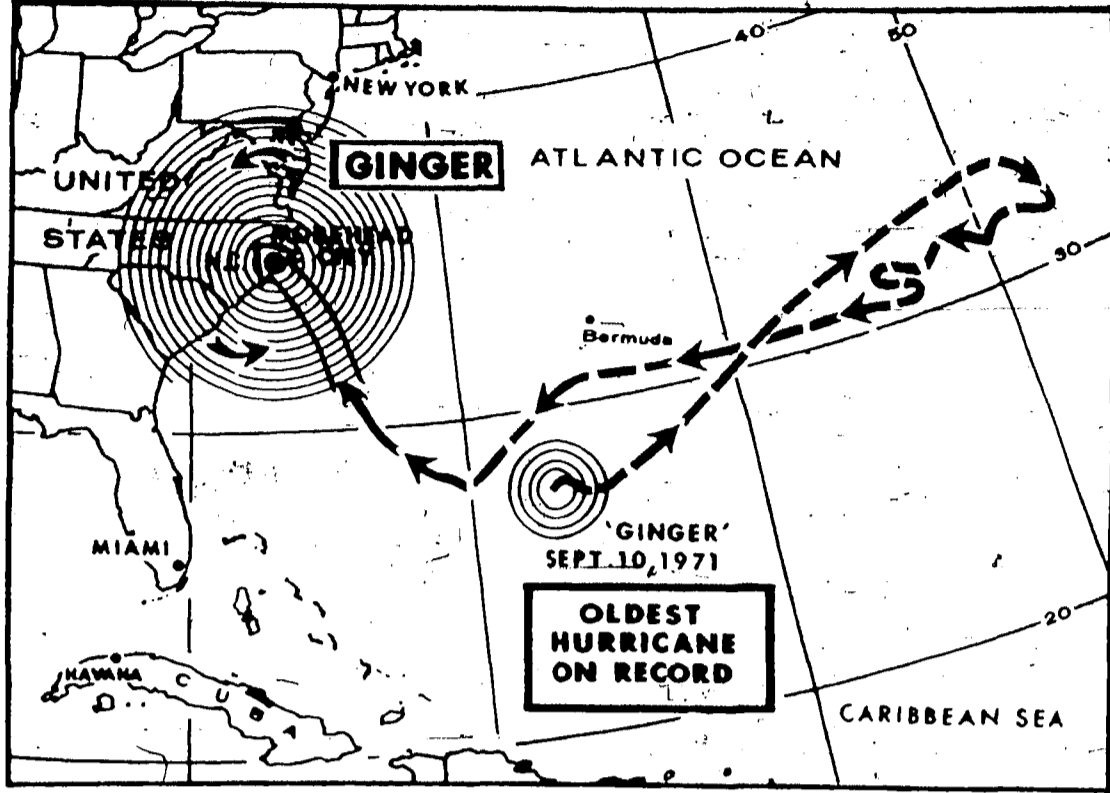 40
50
NEW YORK
GINGER
ATLANTIC OCEAN
UNITED
STATES
MOREHEAD
CITY
N.C.
30
Bermuda
'GINGER'
SEPT. 10, 1971
MIAMI
OLDEST
HURRICANE
ON RECORD
20
HAVANA
CUBA
CARIBBEAN SEA